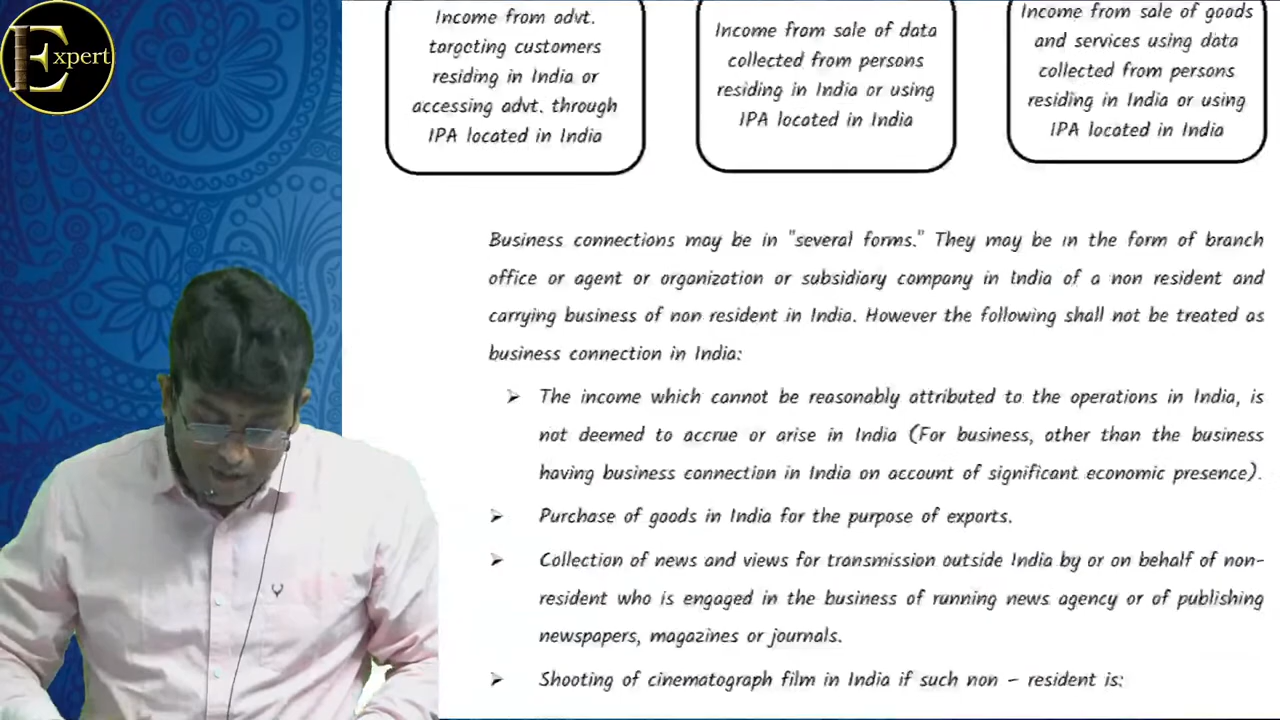 Expert
Income from advt.
targeting customers
residing in India or
accessing advt. through
IPA located in India
Income from sale of data
collected from persons
residing in India or using
IPA located in India
Income from sale of goods
and services using data
collected from persons
residing in India or using
IPA located in India
Business connections may be in "several forms." They may be in the form of branch
office or agent or organization or subsidiary company in India of a non resident and
carrying business of non resident in India. However the following shall not be treated as
business connection in India:
➢ The income which cannot be reasonably attributed to the operations in India, is
not deemed to accrue or arise in India (For business, other than the business
having business connection in India on account of significant economic presence).
➢ Purchase of goods in India for the purpose of exports.
➢ Collection of news and views for transmission outside India by or on behalf of non-
resident who is engaged in the business of running news agency or of publishing
newspapers, magazines or journals.
➢ Shooting of cinematograph film in India if such non – resident is: